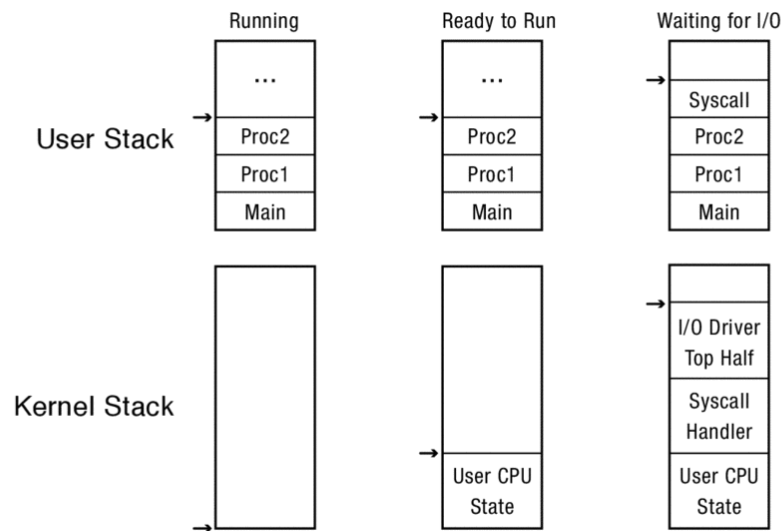 Running
Ready to Run
Waiting for I/O
User Stack
...
Proc2
Proc1
Main
...
Proc2
Proc1
Main
Syscall
Proc2
Proc1
Main
Kernel Stack
User CPU
State
I/O Driver
Top Half
Syscall
Handler
User CPU
State